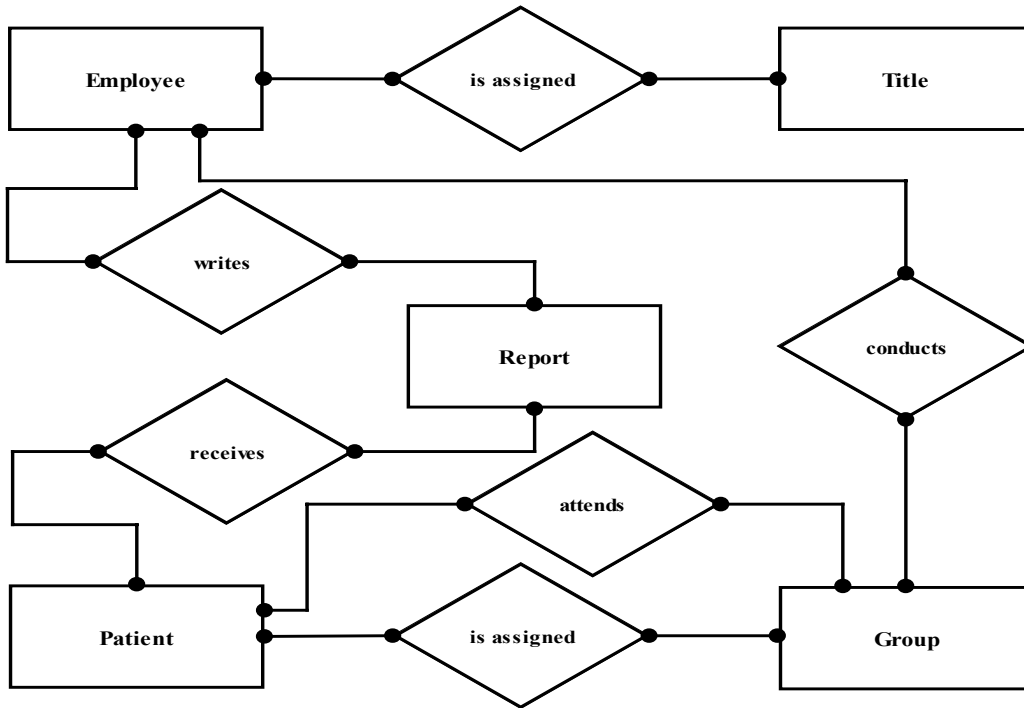 Employee
is assigned
Title
writes
conducts
Report
receives
attends
Patient
is assigned
Group